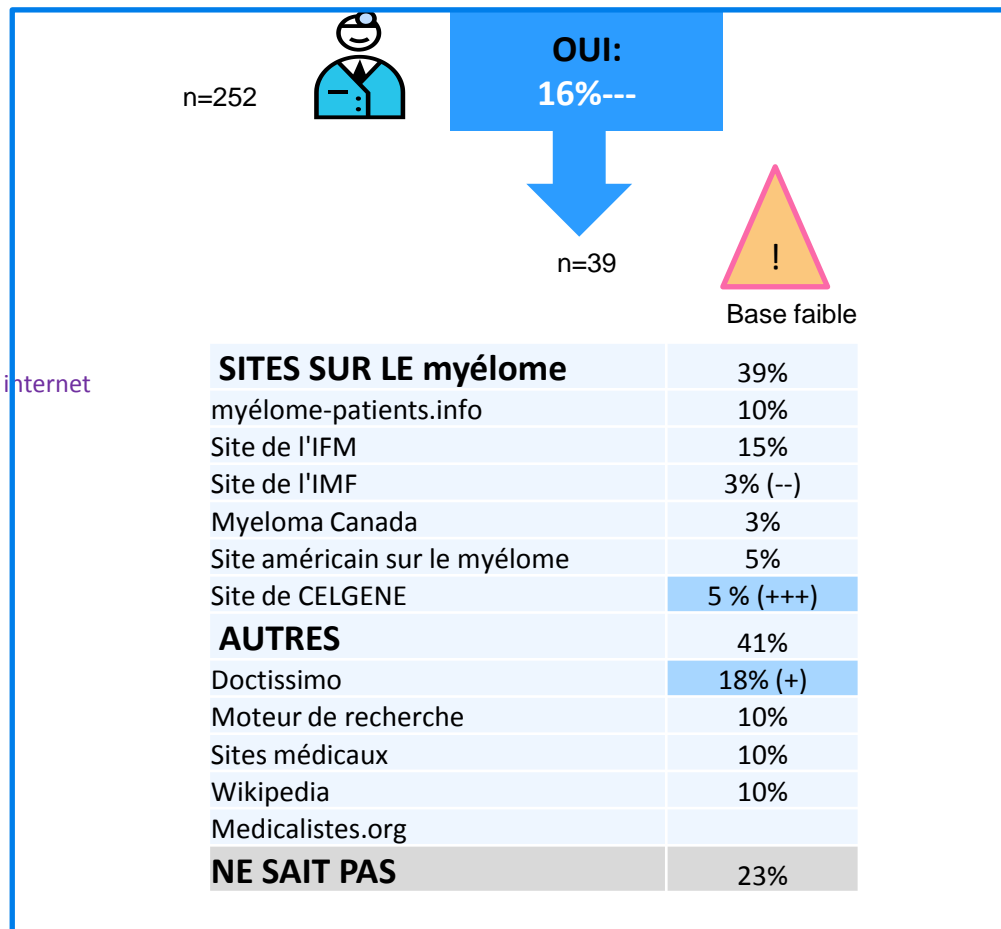 OUI:
16%---
n=252
n=39
!
Base faible
internet
SITES SUR LE myélome 39%
myélome-patients.info 10%
Site de l'IFM 15%
Site de l'IMF 3% (--)
Myeloma Canada 3%
Site américain sur le myélome 5%
Site de CELGENE 5 % (+++)
AUTRES 41%
Doctissimo 18% (+)
Moteur de recherche 10%
Sites médicaux 10%
Wikipedia 10%
Medicalistes.org
NE SAIT PAS 23%